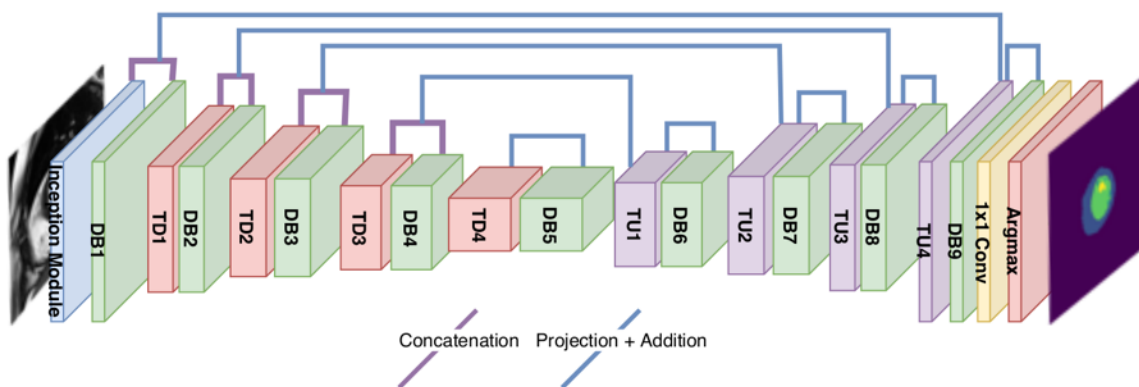 Inception Module
DB1
TD1
DB2
TD2
DB3
TD3
DB4
TD4
DB5
TU1
DB6
TU2
DB7
TU3
DB8
TU4
DB9
1x1 Conv
Argmax
Concatenation
Projection + Addition